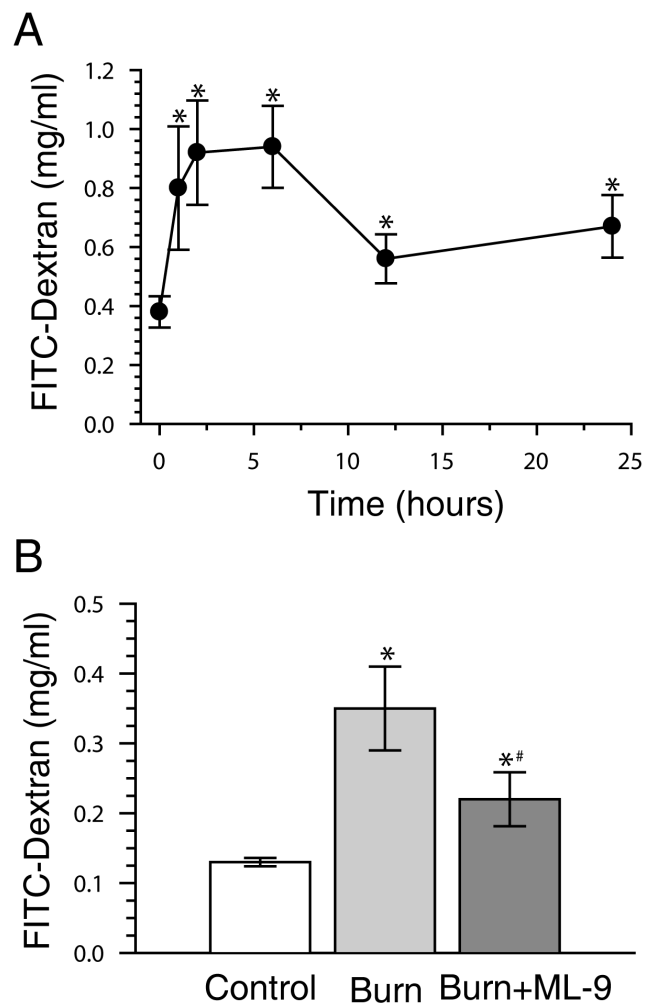 A
FITC-Dextran (mg/ml)
1.2
1.0
0.8
0.6
0.4
0.2
0.0
* * * * *
0 5 10 15 20 25
Time (hours)
B
FITC-Dextran (mg/ml)
0.5
0.4
0.3
0.2
0.1
0.0
*
*#
Control Burn Burn+ML-9